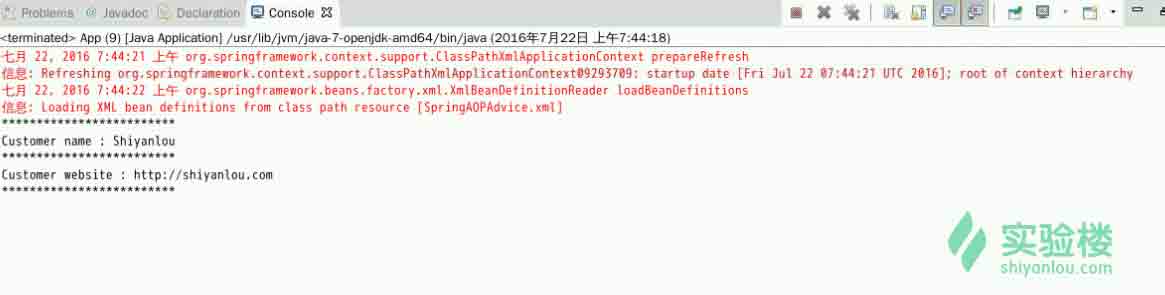 Problems @ Javadoc Declaration Console
<terminated> App (9) [Java Application] /usr/lib/jvm/java-7-openjdk-amd64/bin/java (2016年7月22日 上午7:44:18)
七月 22, 2016 7:44:21 上午 org.springframework.context.support.ClassPathXmlApplicationContext prepareRefresh
信息: Refreshing org.springframework.context.support.ClassPathXmlApplicationContext@9293709: startup date [Fri Jul 22 07:44:21 UTC 2016]; root of context hierarchy
七月 22, 2016 7:44:22 上午 org.springframework.beans.factory.xml.XmlBeanDefinitionReader loadBeanDefinitions
信息: Loading XML bean definitions from class path resource [SpringAOPAdvice.xml]
*************************
Customer name : Shiyanlou
*************************
Customer website : http://shiyanlou.com
*************************
实验楼
shiyanlou.com